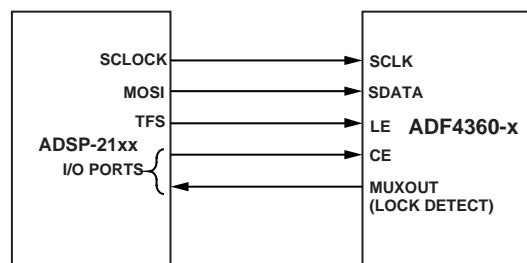 SCLOCK
MOSI
TFS
ADSP-21xx
I/O PORTS
SCLK
SDATA
LE
ADF4360-x
CE
MUXOUT
(LOCK DETECT)